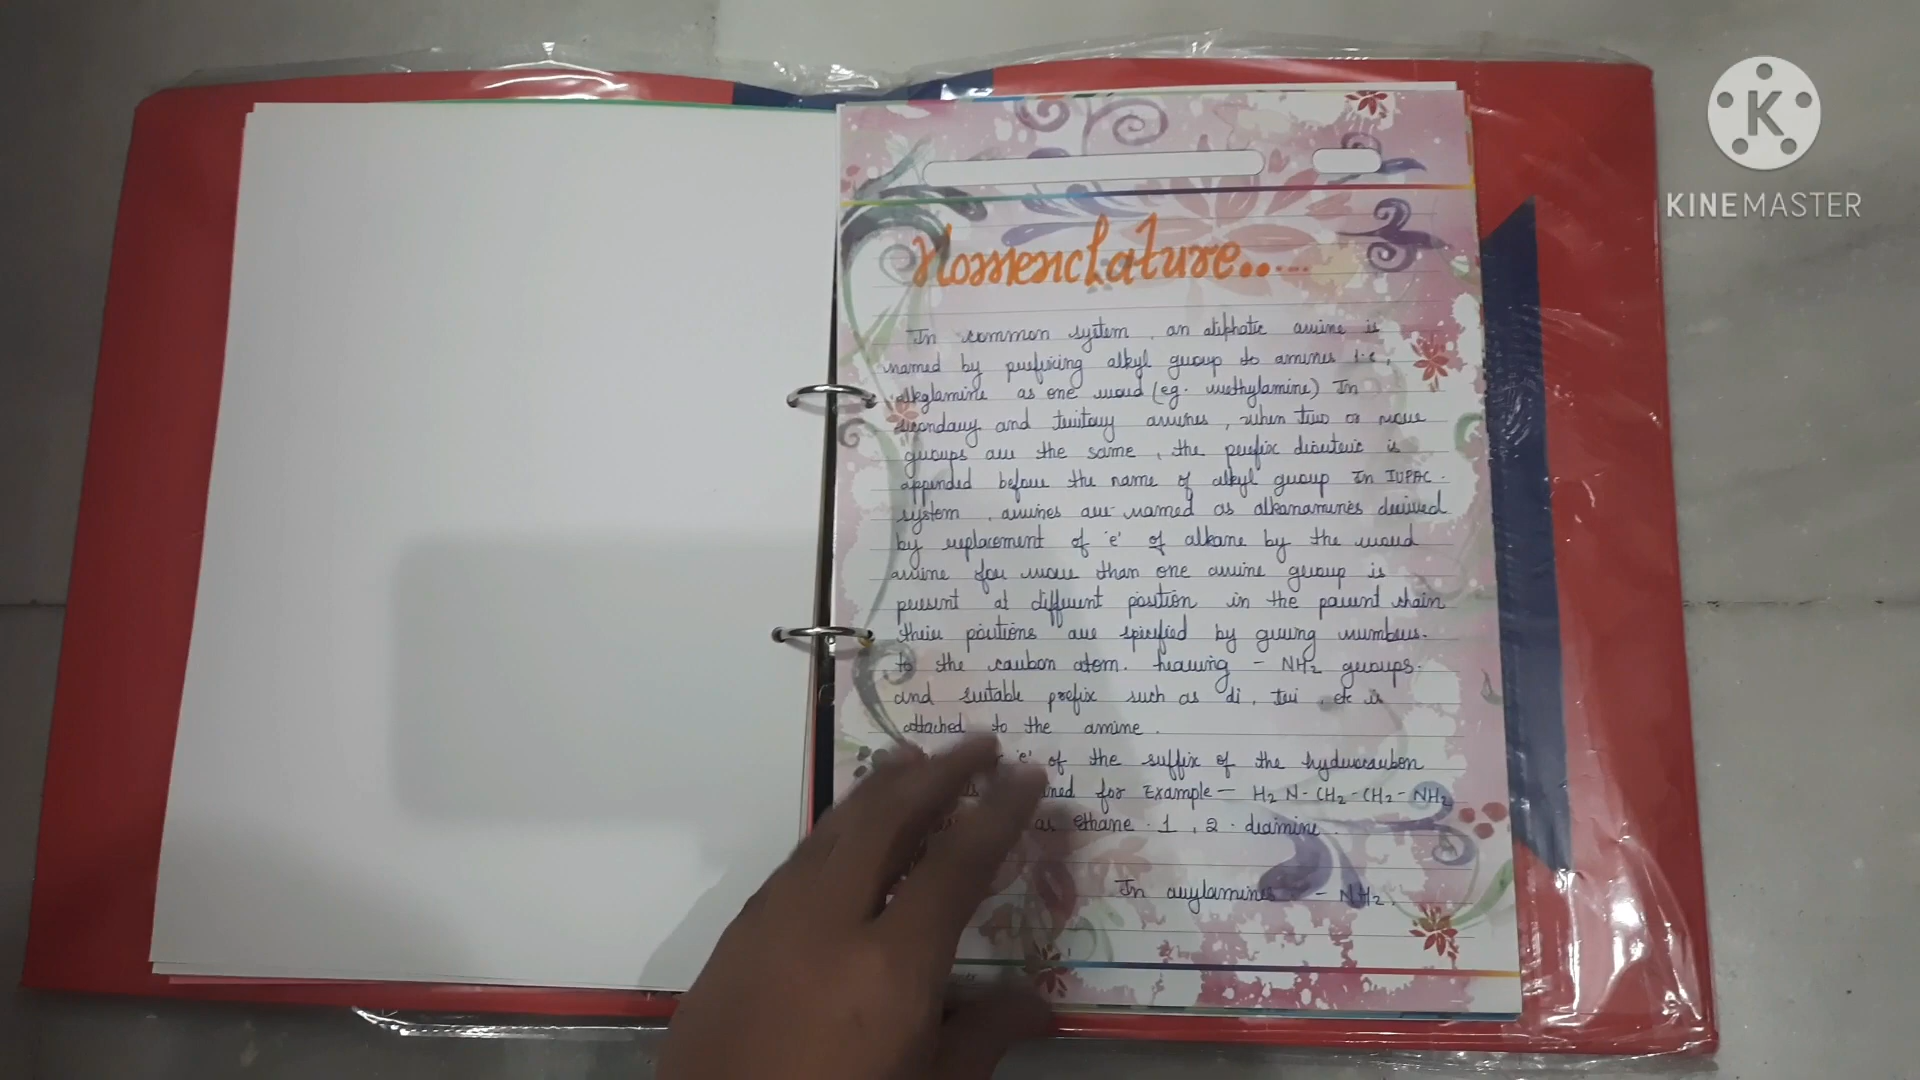 Nomenclature.....
In common system, an aliphatic amine is
named by prefixing alkyl group to amines i.e,
alkylamine as one word (eg. methylamine) In
secondary and tertiary amines, when two or more
groups are the same, the prefix is
appended before the name of alkyl group In IUPAC.
system, amines are named as alkanamines derived
by replacement of 'e' of alkane by the word
amine for more than one amine group is
present at different position in the parent chain
their positions are specified by giving numbers.
to the carbon atom. hearing - NH2 groups.
and suitable prefix such as di, tri, etc is
attached to the amine.
'e' of the suffix of the hydrocarbon
for Example - H2N-CH2-CH2-NH2
as ethane. 1, 2. diamine.
In arylamines - NH2.
K
KINEMASTER